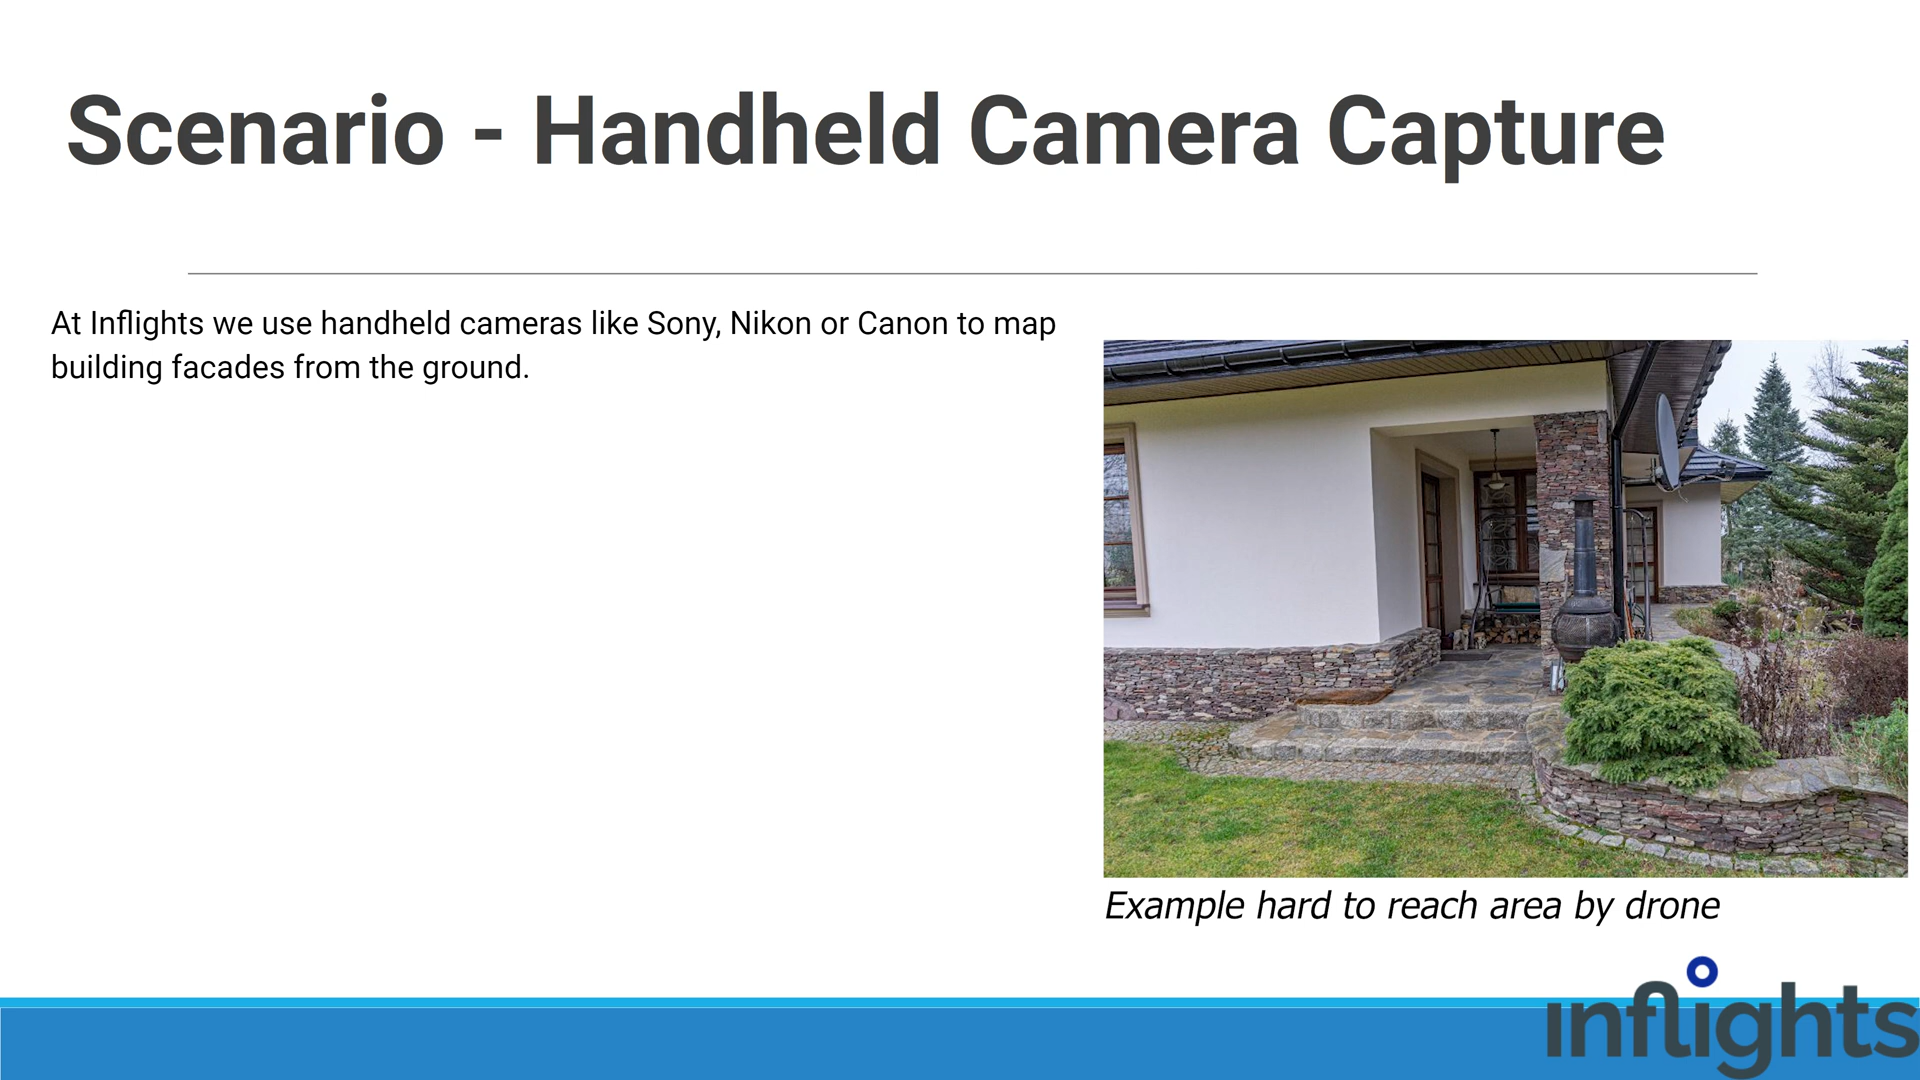 Scenario - Handheld Camera Capture
At Inflights we use handheld cameras like Sony, Nikon or Canon to map
building facades from the ground.
Example hard to reach area by drone
inflights